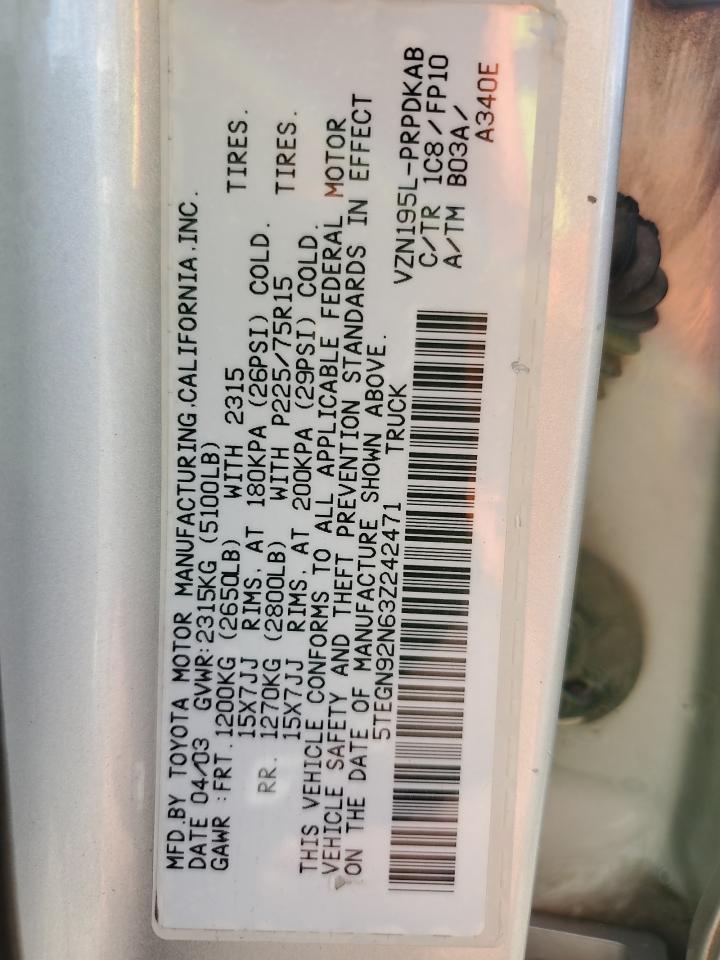 MFD.BY TOYOTA MOTOR MANUFACTURING.CALIFORNIA.INC.
DATE 04/03 GVWR:2315KG (5100LB)
GAWR :FRT.1200KG (2650LB) WITH 2315 TIRES.
15X7JJ RIMS. AT 180KPA (26PSI) COLD.
RR. 1270KG (2800LB) WITH P225/75R15 TIRES.
15X7JJ RIMS. AT 200KPA (29PSI) COLD.
THIS VEHICLE CONFORMS TO ALL APPLICABLE FEDERAL MOTOR
VEHICLE SAFETY AND THEFT PREVENTION STANDARDS IN EFFECT
ON THE DATE OF MANUFACTURE SHOWN ABOVE.
5TEGN92N63Z242471 TRUCK
VZN195L-PRPDKAB
C/TR 1C8/FP10
A/TM B03A/
A340E